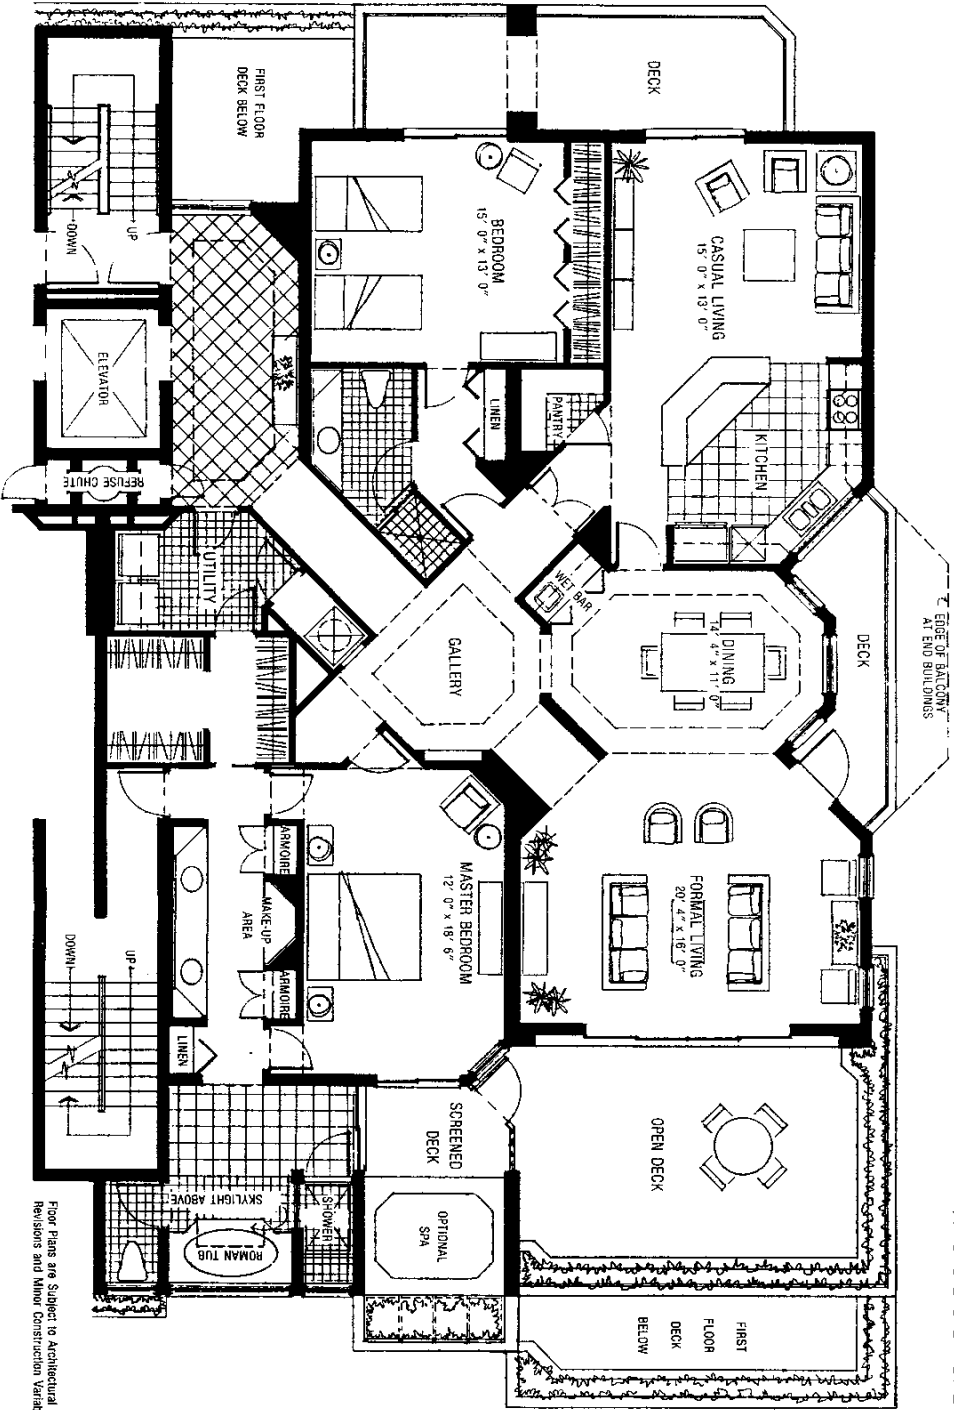 FIRST FLOOR
DECK BELOW
DECK
UP
DOWN
BEDROOM
15' 0" x 13' 0"
CASUAL LIVING
15' 0" x 13' 0"
ELEVATOR
LINEN
PANTRY
KITCHEN
REFUSE CHUTE
UTILITY
WET BAR
GALLERY
DINING
14' 4" x 11' 0"
DECK
EDGE OF BALCONY
AT END BUILDINGS
ARMOIRE
MAKE-UP
AREA
ARMOIRE
MASTER BEDROOM
12' 0" x 18' 6"
FORMAL LIVING
20' 4" x 16' 0"
UP
DOWN
LINEN
SCREENED
DECK
OPEN DECK
SKYLIGHT ABOVE
SHOWER
ROMAN TUB
OPTIONAL
SPA
FIRST
FLOOR
DECK
BELOW
Floor Plans are Subject to Architectural
Revisions and Minor Construction